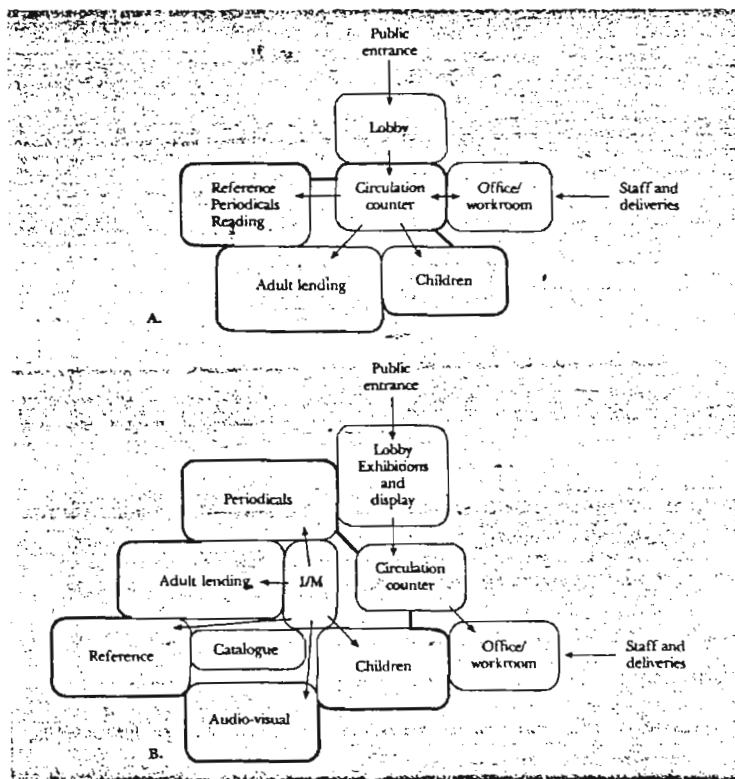 Public
entrance
Lobby
Reference
Periodicals
Reading
Circulation
counter
Office/
workroom
Staff and
deliveries
Adult lending
Children
A.
Public
entrance
Lobby
Exhibitions
and
display
Periodicals
Adult lending
I/M
Circulation
counter
Reference
Catalogue
Children
Office/
workroom
Staff and
deliveries
Audio-visual
B.